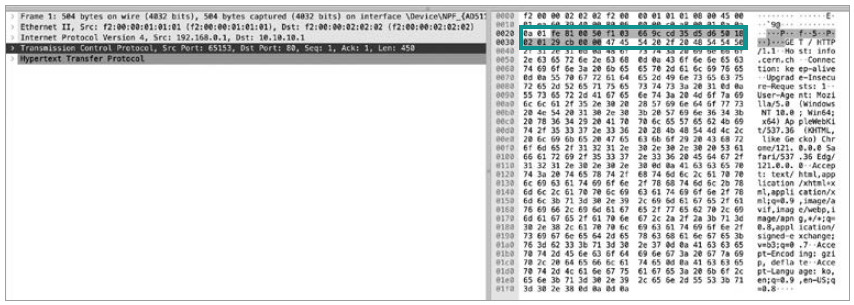 Frame 1: 504 bytes on wire (4032 bits), 504 bytes captured (4032 bits) on interface \Device\NPF_{AD51
Ethernet II, Src: f2:00:00:01:01:01 (f2:00:00:01:01:01), Dst: f2:00:00:02:02:02 (f2:00:00:02:02:02)
Internet Protocol Version 4, Src: 192.168.0.1, Dst: 10.10.10.1
Transmission Control Protocol, Src Port: 65153, Dst Port: 80, Seq: 1, Ack: 1, Len: 450
Hypertext Transfer Protocol
0000 f2 00 00 02 02 02 f2 00 00 01 01 01 08 00 45 00 ········ ······E·
0020 0a 01 fe 81 00 50 f1 03 66 9c cd 35 d5 d6 50 18 ·····P·· f··5··P·
0030 02 01 29 cb 00 00 47 45 54 20 2f 20 48 54 54 50 ··)···GE T / HTTP
0040 2f 31 2e 31 0d 0a 48 6f 73 74 3a 20 69 6e 66 6f /1.1··Ho st: info
0050 2e 63 65 72 6e 2e 63 68 0d 0a 43 6f 6e 6e 65 63 .cern.ch ··Connec
0060 74 69 6f 6e 3a 20 6b 65 65 70 2d 61 6c 69 76 65 tion: ke ep-alive
0070 0d 0a 55 70 67 72 61 64 65 2d 49 6e 73 65 63 75 ··Upgrad e-Insecu
0080 72 65 2d 52 65 71 75 65 73 74 73 3a 20 31 0d 0a re-Reque sts: 1··
0090 55 73 65 72 2d 41 67 65 6e 74 3a 20 4d 6f 7a 69 User-Age nt: Mozi
00a0 6c 6c 61 2f 35 2e 30 20 28 57 69 6e 64 6f 77 73 lla/5.0 (Windows
00b0 20 4e 54 20 31 30 2e 30 3b 20 57 69 6e 36 34 3b NT 10.0 ; Win64;
00c0 20 78 36 34 29 20 41 70 70 6c 65 57 65 62 4b 69 x64) Ap pleWebKi
00d0 74 2f 35 33 37 2e 33 36 20 28 4b 48 54 4d 4c 2c t/537.36 (KHTML,
00e0 20 6c 69 6b 65 20 47 65 63 6b 6f 29 20 43 68 72 like Ge cko) Chr
00f0 6f 6d 65 2f 31 32 31 2e 30 2e 30 2e 30 20 53 61 ome/121. 0.0.0 Sa
0100 66 61 72 69 2f 35 33 37 2e 33 36 20 45 64 67 2f fari/537 .36 Edg/
0110 31 32 31 2e 30 2e 30 2e 30 0d 0a 41 63 63 65 70 121.0.0. 0··Accep
0120 74 3a 20 74 65 78 74 2f 68 74 6d 6c 2c 61 70 70 t: text/ html,app
0130 6c 69 63 61 74 69 6f 6e 2f 78 68 74 6d 6c 2b 78 lication /xhtml+x
0140 6d 6c 2c 61 70 70 6c 69 63 61 74 69 6f 6e 2f 78 ml,appli cation/x
0150 6d 6c 3b 71 3d 30 2e 39 2c 69 6d 61 67 65 2f 61 ml;q=0.9 ,image/a
0160 76 69 66 2c 69 6d 61 67 65 2f 77 65 62 70 2c 69 vif,imag e/webp,i
0170 6d 61 67 65 2f 61 70 6e 67 2c 2a 2f 2a 3b 71 3d mage/apn g,*/*;q=
0180 30 2e 38 2c 61 70 70 6c 69 63 61 74 69 6f 6e 2f 0.8,appl ication/
0190 73 69 67 6e 65 64 2d 65 78 63 68 61 6e 67 65 3b signed-e xchange;
01a0 76 3d 62 33 3b 71 3d 30 2e 37 0d 0a 41 63 63 65 v=b3;q=0 .7··Acce
01b0 70 74 2d 45 6e 63 6f 64 69 6e 67 3a 20 67 7a 69 pt-Encod ing: gzi
01c0 70 2c 20 64 65 66 6c 61 74 65 0d 0a 41 63 63 65 p, defla te··Acce
01d0 70 74 2d 4c 61 6e 67 75 61 67 65 3a 20 6b 6f 2c pt-Langu age: ko,
01e0 65 6e 3b 71 3d 30 2e 39 2c 65 6e 2d 55 53 3b 71 en;q=0.9 ,en-US;q
01f0 3d 30 2e 38 0d 0a 0d 0a =0.8····